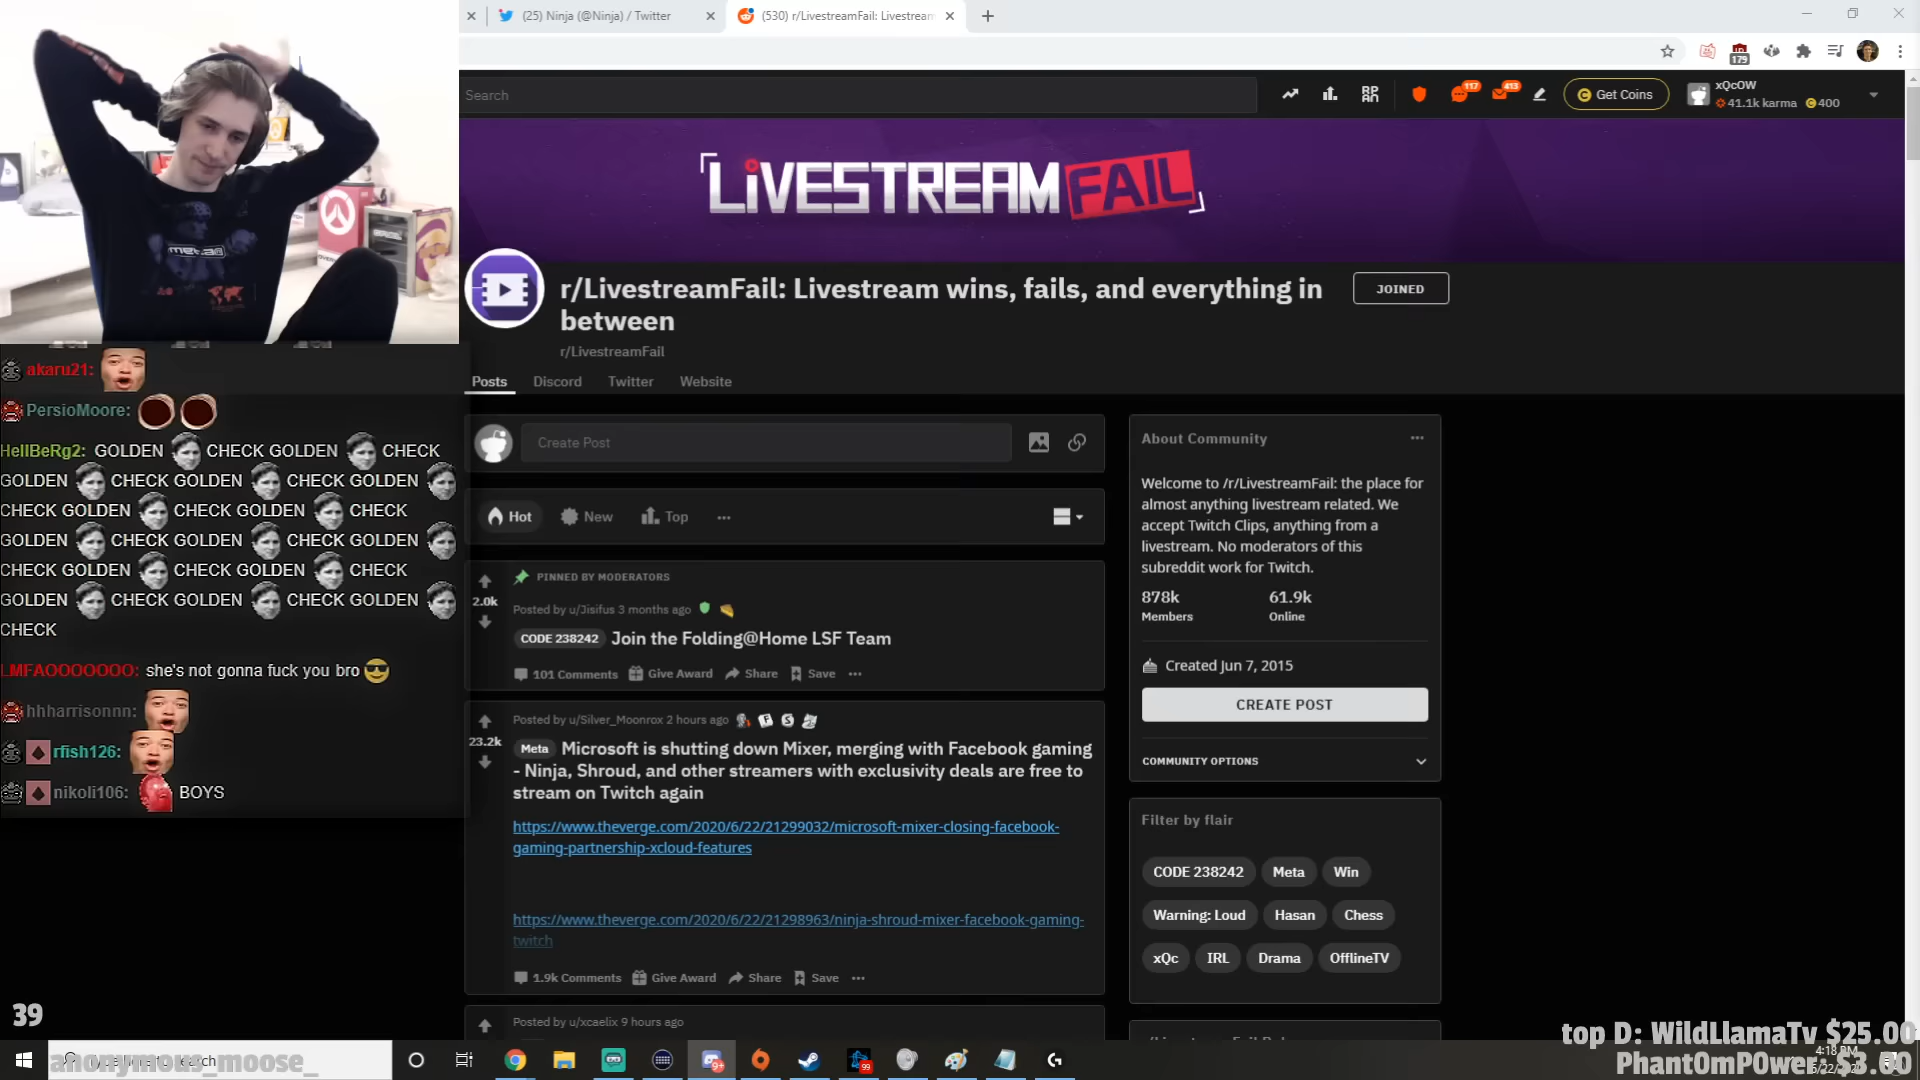 (25) Ninja (@Ninja) / Twitter
(530) r/LivestreamFail: Livestream
179
Search
117
413
Get Coins
xQcOW
41.1k karma
400
LIVESTREAMFAIL
r/LivestreamFail: Livestream wins, fails, and everything in
between
JOINED
r/LivestreamFail
Posts
Discord
Twitter
Website
akaru21:
PersioMoore:
HellBeRg2: GOLDEN CHECK GOLDEN CHECK
GOLDEN CHECK GOLDEN CHECK GOLDEN
CHECK GOLDEN CHECK GOLDEN CHECK
GOLDEN CHECK GOLDEN CHECK GOLDEN
CHECK GOLDEN CHECK GOLDEN CHECK
GOLDEN CHECK GOLDEN CHECK GOLDEN
CHECK
LMFAOOOOOOO: she's not gonna fuck you bro
hhharrisonnn:
rfish126:
nikoli106: BOYS
Create Post
Hot
New
Top
PINNED BY MODERATORS
2.0k
Posted by u/Jisifus 3 months ago
CODE 238242 Join the Folding@Home LSF Team
101 Comments Give Award Share Save
Posted by u/Silver_Moonrox 2 hours ago
23.2k
Meta Microsoft is shutting down Mixer, merging with Facebook gaming
- Ninja, Shroud, and other streamers with exclusivity deals are free to
stream on Twitch again
https://www.theverge.com/2020/6/22/21299032/microsoft-mixer-closing-facebook-
gaming-partnership-xcloud-features
https://www.theverge.com/2020/6/22/21298963/ninja-shroud-mixer-facebook-gaming-
twitch
1.9k Comments Give Award Share Save
Posted by u/xcaelix 9 hours ago
About Community
Welcome to /r/LivestreamFail: the place for
almost anything livestream related. We
accept Twitch Clips, anything from a
livestream. No moderators of this
subreddit work for Twitch.
878k
Members
61.9k
Online
Created Jun 7, 2015
CREATE POST
COMMUNITY OPTIONS
Filter by flair
CODE 238242
Meta
Win
Warning: Loud
Hasan
Chess
xQc
IRL
Drama
OfflineTV
39
anonymous_moose_
9+
99
top D: WildLlamaTv $25.00
PhantOmPOwer: $3.00
4:18 PM